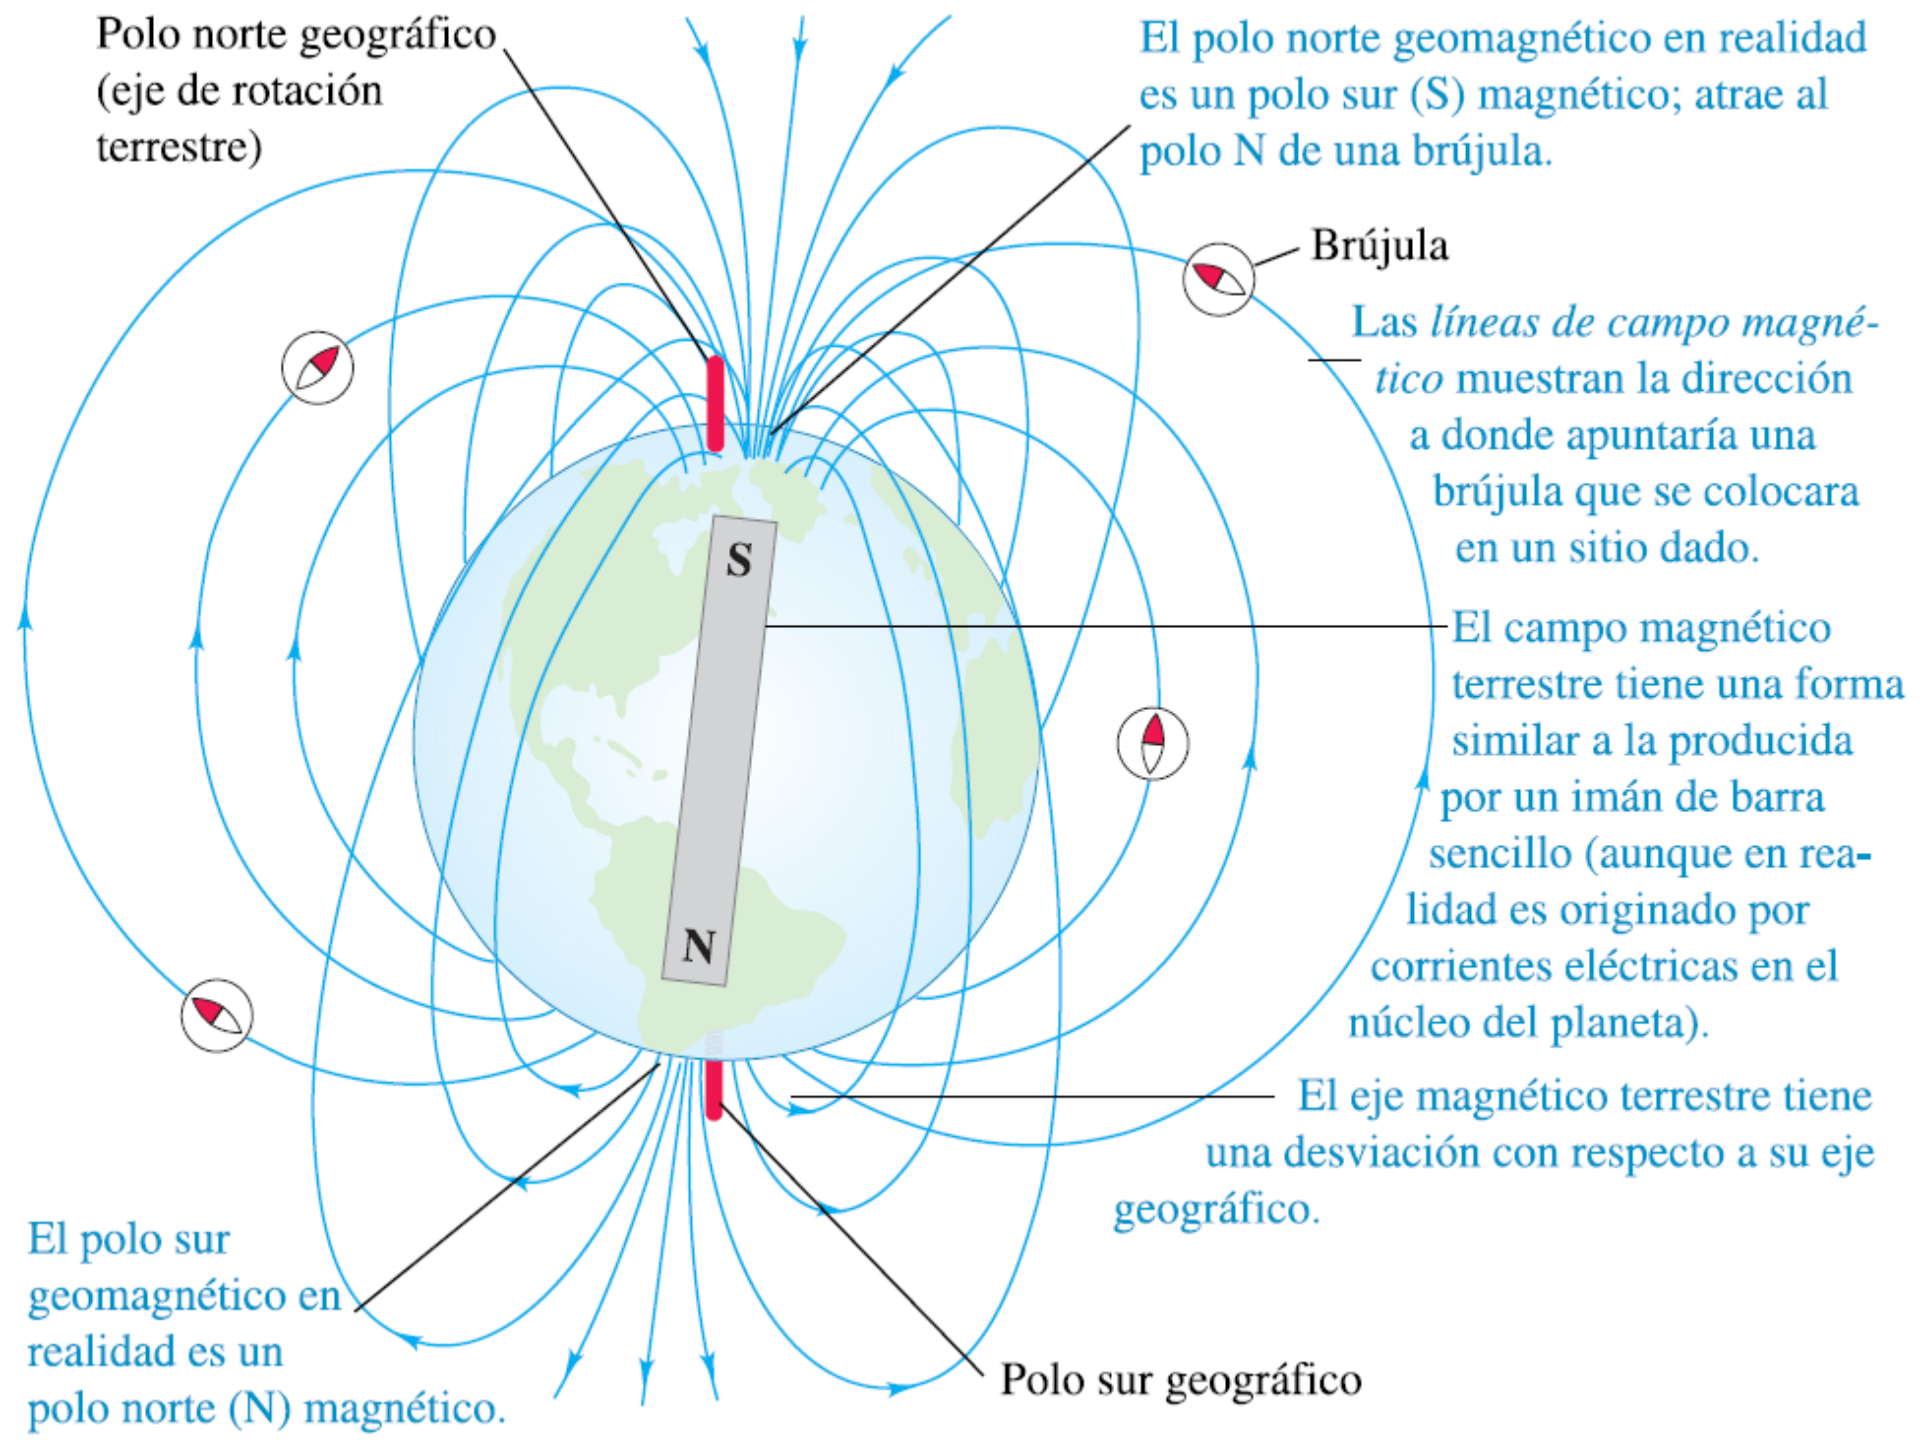 Polo norte geográfico
(eje de rotación
terrestre)
El polo norte geomagnético en realidad
es un polo sur (S) magnético; atrae al
polo N de una brújula.
Brújula
Las líneas de campo magné-
tico muestran la dirección
a donde apuntaría una
brújula que se colocara
en un sitio dado.
S
El campo magnético
terrestre tiene una forma
similar a la producida
por un imán de barra
sencillo (aunque en rea-
lidad es originado por
corrientes eléctricas en el
núcleo del planeta).
N
El eje magnético terrestre tiene
una desviación con respecto a su eje
geográfico.
El polo sur
geomagnético en
realidad es un
polo norte (N) magnético.
Polo sur geográfico